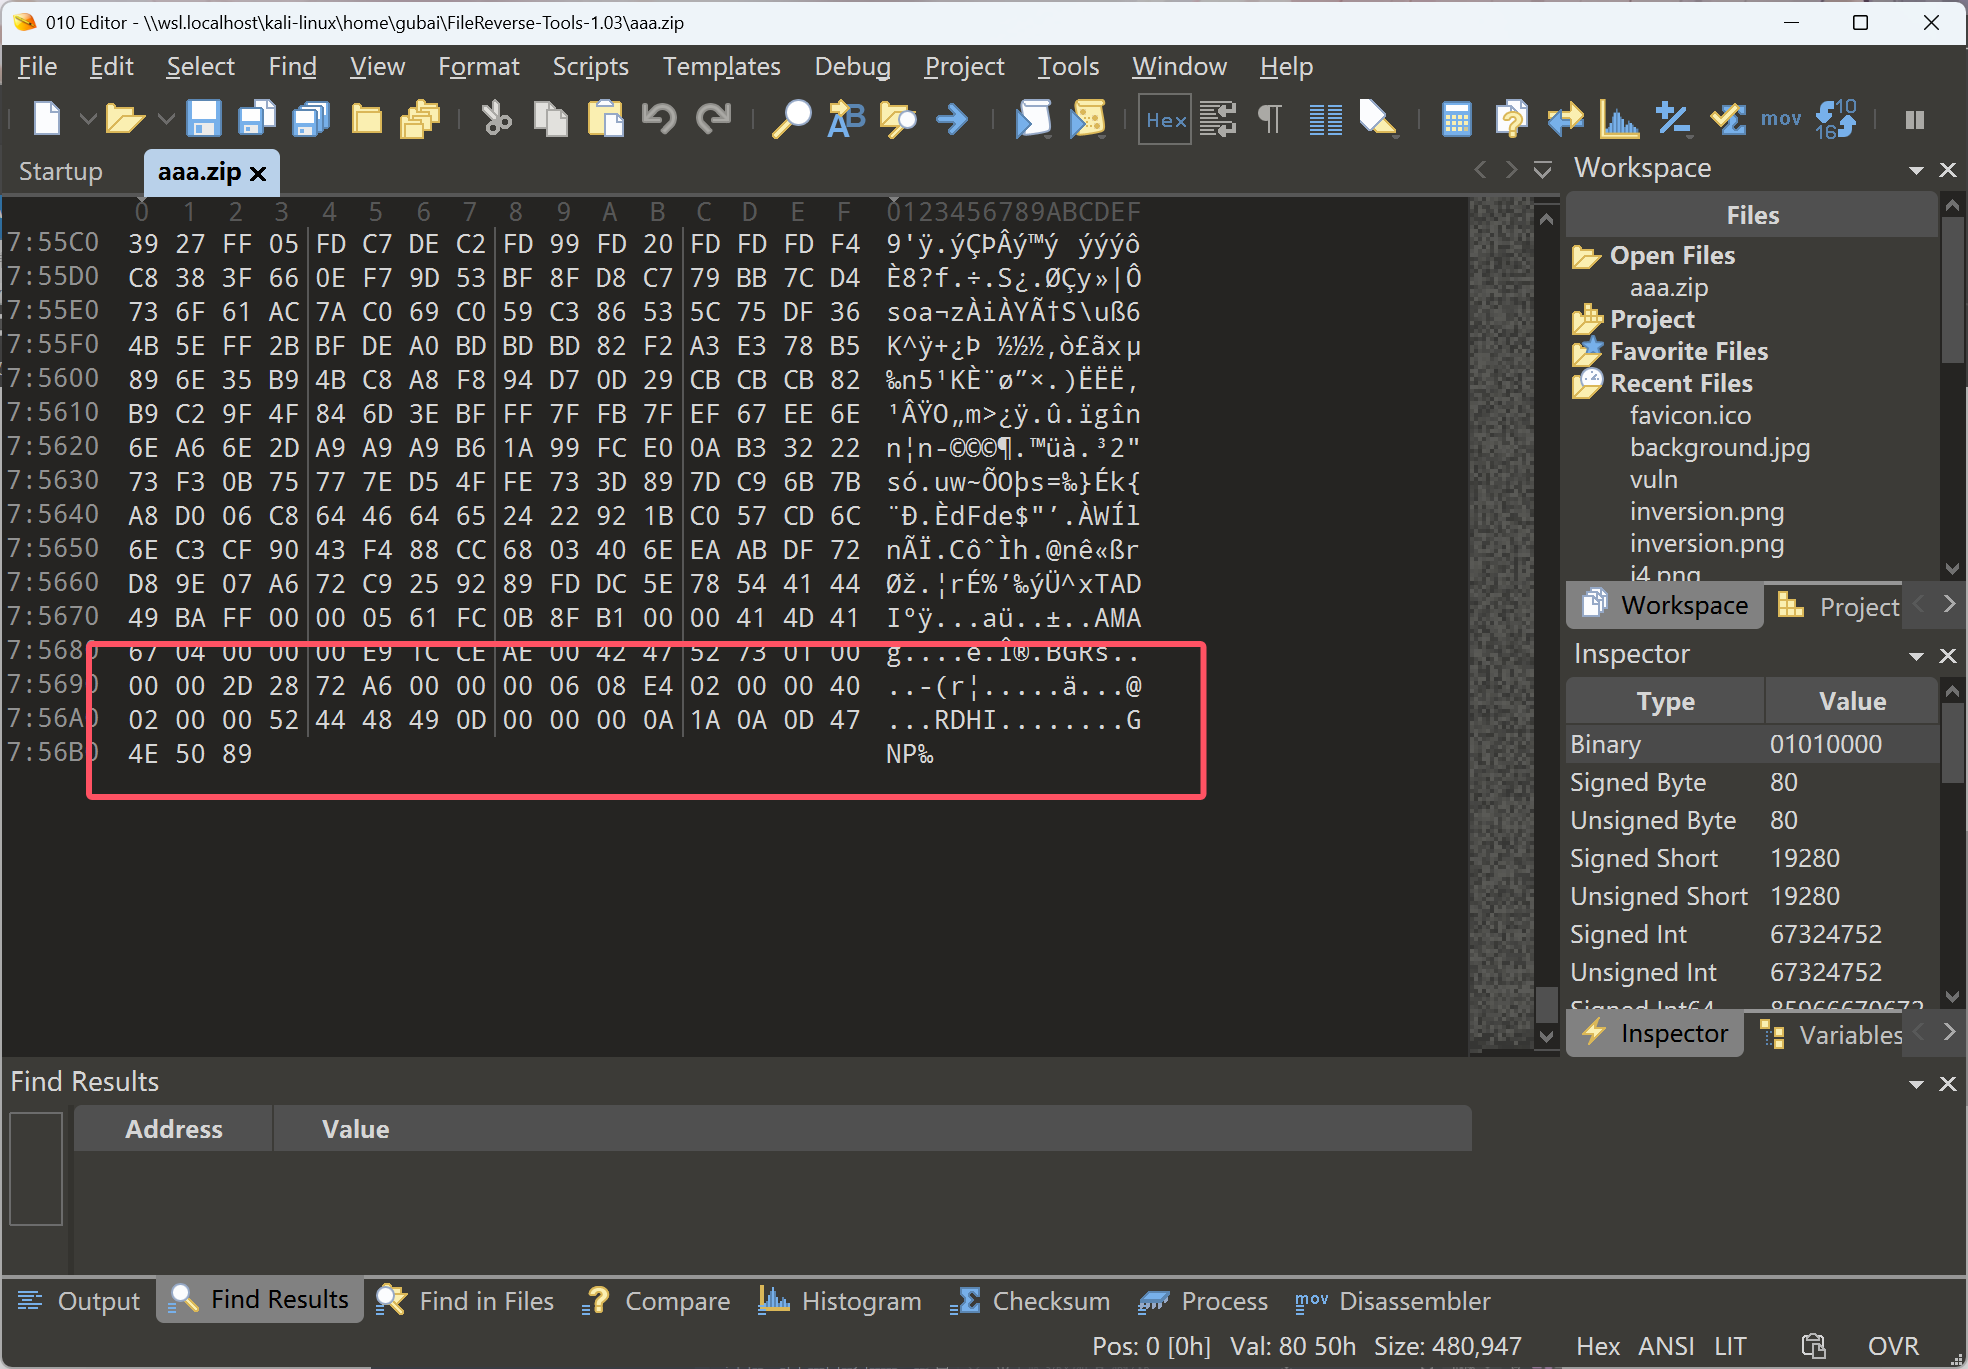 010 Editor - \\wsl.localhost\kali-linux\home\gubai\FileReverse-Tools-1.03\aaa.zip
File Edit Select Find View Format Scripts Templates Debug Project Tools Window Help
Hex mov 10 16
Startup aaa.zip
0 1 2 3 4 5 6 7 8 9 A B C D E F 0123456789ABCDEF
7:55C0 39 27 FF 05 FD C7 DE C2 FD 99 FD 20 FD FD FD F4 9'ÿ.ýÇÞÂý™ý ýýýô
7:55D0 C8 38 3F 66 0E F7 9D 53 BF 8F D8 C7 79 BB 7C D4 È8?f.÷.S¿.ØÇy»|Ô
7:55E0 73 6F 61 AC 7A C0 69 C0 59 C3 86 53 5C 75 DF 36 soa¬zÀiÀYÃ†S\uß6
7:55F0 4B 5E FF 2B BF DE A0 BD BD BD 82 F2 A3 E3 78 B5 K^ÿ+¿Þ ½½½‚ò£ãxµ
7:5600 89 6E 35 B9 4B C8 A8 F8 94 D7 0D 29 CB CB CB 82 ‰n5¹KÈ¨ø”×.)ËËË‚
7:5610 B9 C2 9F 4F 84 6D 3E BF FF 7F FB 7F EF 67 EE 6E ¹ÂŸO„m>¿ÿ.û.ïgîn
7:5620 6E A6 6E 2D A9 A9 A9 B6 1A 99 FC E0 0A B3 32 22 n¦n-©©©¶.™üà.³2"
7:5630 73 F3 0B 75 77 7E D5 4F FE 73 3D 89 7D C9 6B 7B só.uw~ÕOþs=‰}Ék{
7:5640 A8 D0 06 C8 64 46 64 65 24 22 92 1B C0 57 CD 6C ¨Ð.ÈdFde$"’.ÀWÍl
7:5650 6E C3 CF 90 43 F4 88 CC 68 03 40 6E EA AB DF 72 nÃÏ.CôˆÌh.@nê«ßr
7:5660 D8 9E 07 A6 72 C9 25 92 89 FD DC 5E 78 54 41 44 Øž.¦rÉ%’‰ýÜ^xTAD
7:5670 49 BA FF 00 00 05 61 FC 0B 8F B1 00 00 41 4D 41 Iºÿ...aü..±..AMA
7:5680 67 04 00 00 00 E9 1C CE AE 00 42 47 52 73 01 00 g....é.Î®.BGRs..
7:5690 00 00 2D 28 72 A6 00 00 00 06 08 E4 02 00 00 40 ..-(r¦.....ä...@
7:56A0 02 00 00 52 44 48 49 0D 00 00 00 0A 1A 0A 0D 47 ...RDHI........G
7:56B0 4E 50 89 NP‰
Workspace
Files
Open Files
aaa.zip
Project
Favorite Files
Recent Files
favicon.ico
background.jpg
vuln
inversion.png
inversion.png
i4.png
Workspace Project
Inspector
Type Value
Binary 01010000
Signed Byte 80
Unsigned Byte 80
Signed Short 19280
Unsigned Short 19280
Signed Int 67324752
Unsigned Int 67324752
Signed Int64 85966670672
Inspector Variables
Find Results
Address Value
Output Find Results Find in Files Compare Histogram Checksum Process mov Disassembler
Pos: 0 [0h] Val: 80 50h Size: 480,947 Hex ANSI LIT OVR